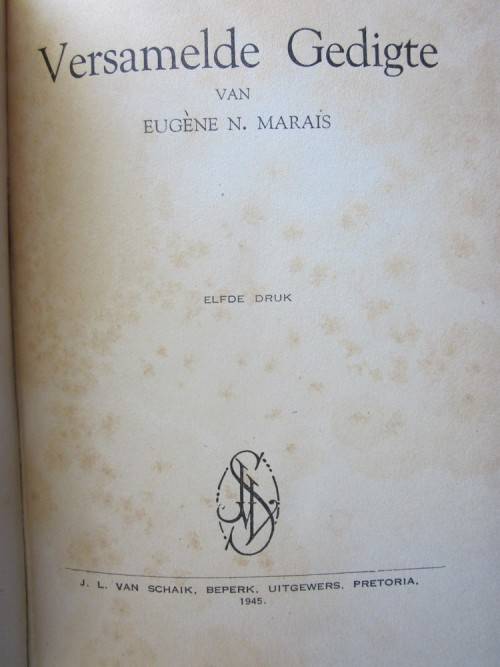 Versamelde Gedigte
VAN
EUGÈNE N. MARAIS
ELFDE DRUK
J. L. VAN SCHAIK, BEPERK, UITGEWERS, PRETORIA,
1945.